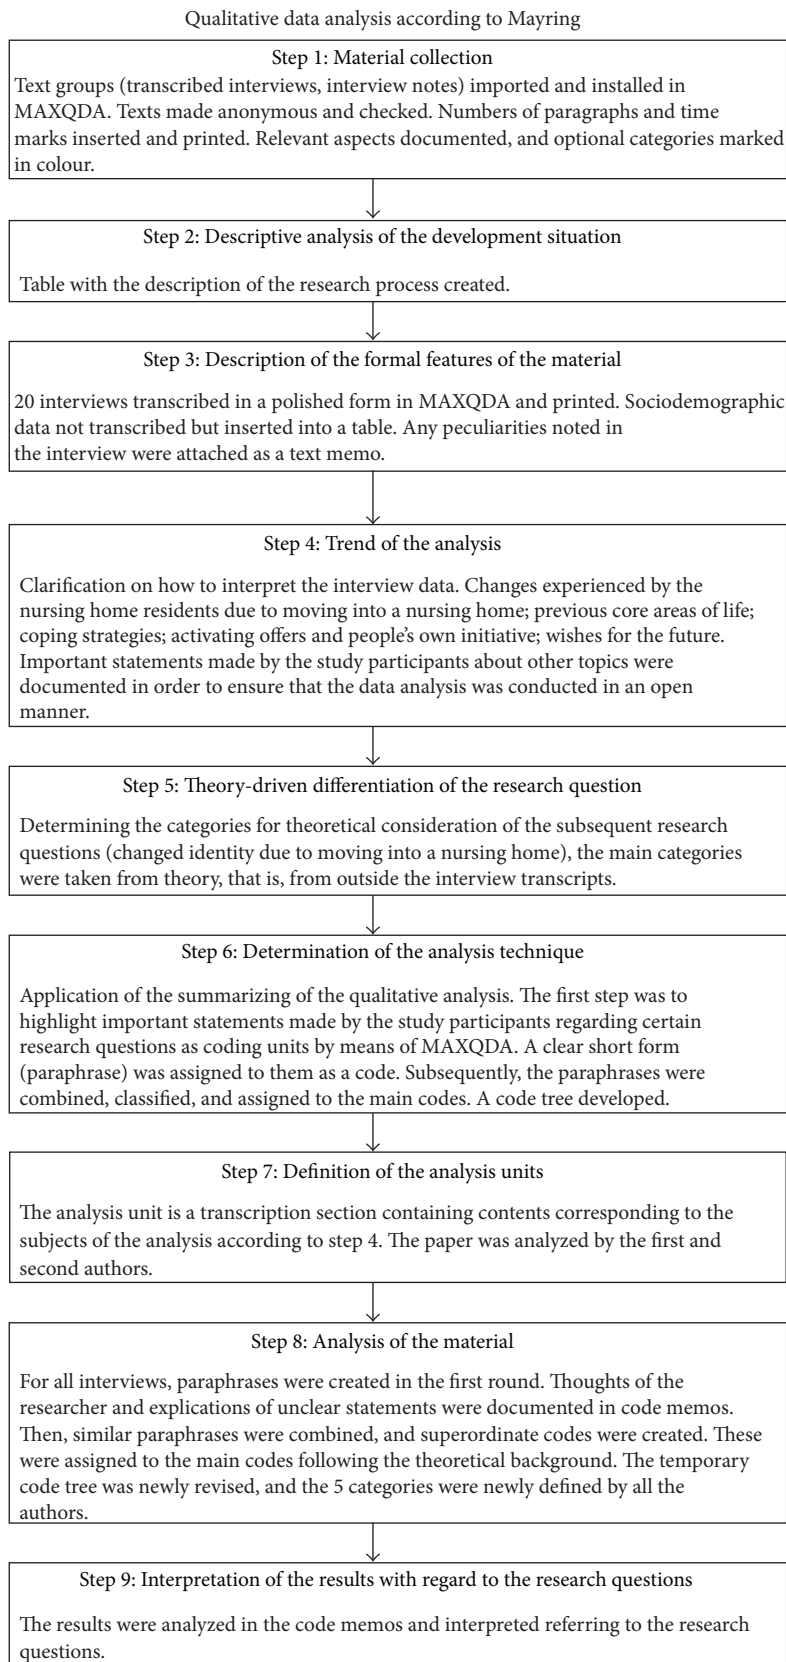 Qualitative data analysis according to Mayring
Step 1: Material collection
Text groups (transcribed interviews, interview notes) imported and installed in
MAXQDA. Texts made anonymous and checked. Numbers of paragraphs and time
marks inserted and printed. Relevant aspects documented, and optional categories marked
in colour.
Step 2: Descriptive analysis of the development situation
Table with the description of the research process created.
Step 3: Description of the formal features of the material
20 interviews transcribed in a polished form in MAXQDA and printed. Sociodemographic
data not transcribed but inserted into a table. Any peculiarities noted in
the interview were attached as a text memo.
Step 4: Trend of the analysis
Clarification on how to interpret the interview data. Changes experienced by the
nursing home residents due to moving into a nursing home; previous core areas of life;
coping strategies; activating offers and people's own initiative; wishes for the future.
Important statements made by the study participants about other topics were
documented in order to ensure that the data analysis was conducted in an open
manner.
Step 5: Theory-driven differentiation of the research question
Determining the categories for theoretical consideration of the subsequent research
questions (changed identity due to moving into a nursing home), the main categories
were taken from theory, that is, from outside the interview transcripts.
Step 6: Determination of the analysis technique
Application of the summarizing of the qualitative analysis. The first step was to
highlight important statements made by the study participants regarding certain
research questions as coding units by means of MAXQDA. A clear short form
(paraphrase) was assigned to them as a code. Subsequently, the paraphrases were
combined, classified, and assigned to the main codes. A code tree developed.
Step 7: Definition of the analysis units
The analysis unit is a transcription section containing contents corresponding to the
subjects of the analysis according to step 4. The paper was analyzed by the first and
second authors.
Step 8: Analysis of the material
For all interviews, paraphrases were created in the first round. Thoughts of the
researcher and explications of unclear statements were documented in code memos.
Then, similar paraphrases were combined, and superordinate codes were created. These
were assigned to the main codes following the theoretical background. The temporary
code tree was newly revised, and the 5 categories were newly defined by all the
authors.
Step 9: Interpretation of the results with regard to the research questions
The results were analyzed in the code memos and interpreted referring to the research
questions.